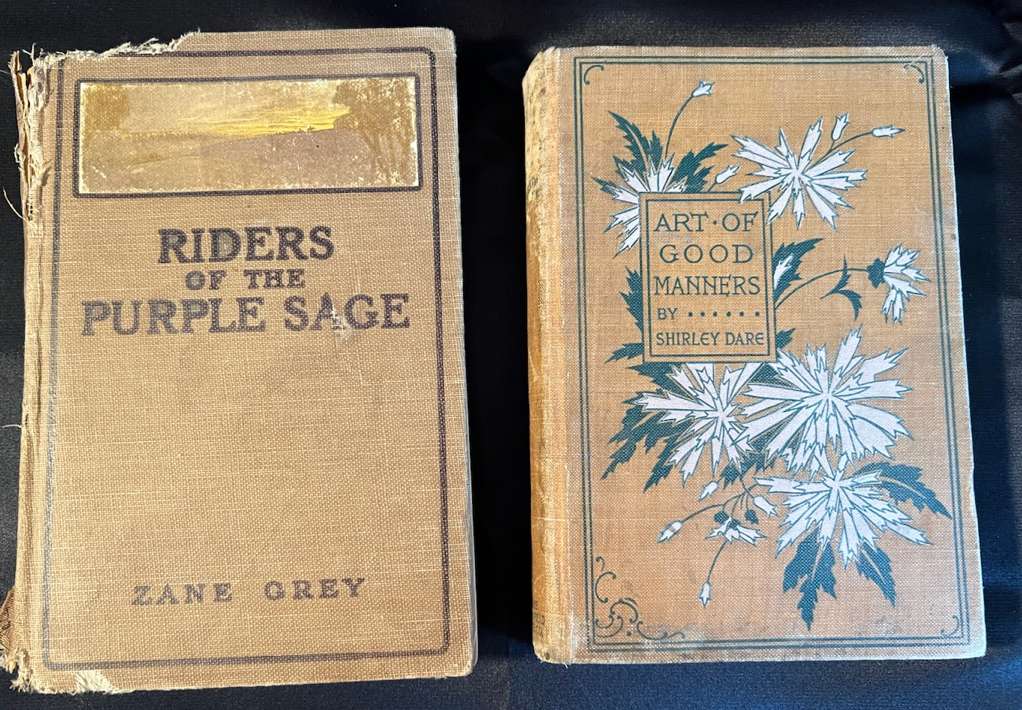 RIDERS
OF THE
PURPLE SAGE
ZANE GREY
ART·OF
GOOD
MANNERS
BY ······
SHIRLEY DARE